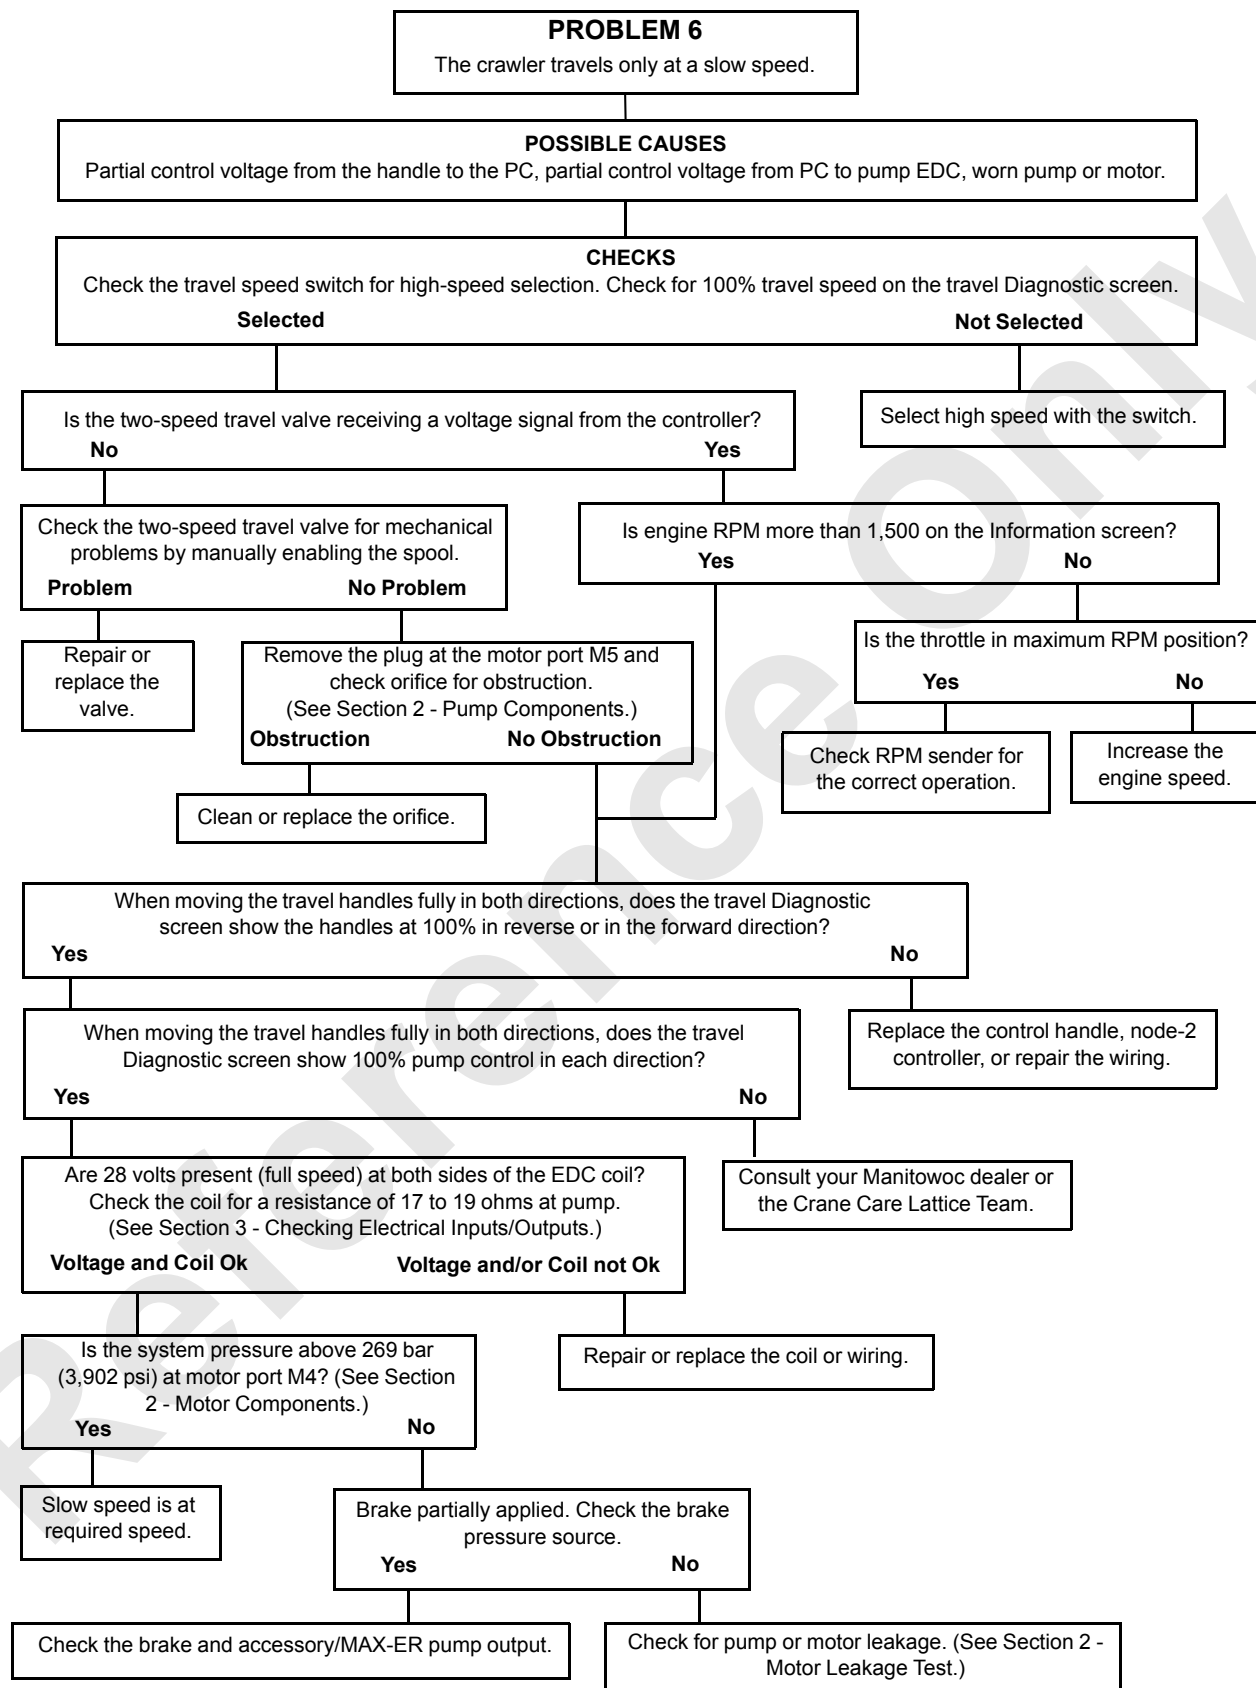 PROBLEM 6
The crawler travels only at a slow speed.
POSSIBLE CAUSES
Partial control voltage from the handle to the PC, partial control voltage from PC to pump EDC, worn pump or motor.
CHECKS
Check the travel speed switch for high-speed selection. Check for 100% travel speed on the travel Diagnostic screen.
Selected
Not Selected
Is the two-speed travel valve receiving a voltage signal from the controller?
No
Yes
Select high speed with the switch.
Check the two-speed travel valve for mechanical
problems by manually enabling the spool.
Problem
No Problem
Is engine RPM more than 1,500 on the Information screen?
Yes
No
Repair or
replace the
valve.
Remove the plug at the motor port M5 and
check orifice for obstruction.
(See Section 2 - Pump Components.)
Obstruction
No Obstruction
Is the throttle in maximum RPM position?
Yes
No
Clean or replace the orifice.
Check RPM sender for
the correct operation.
Increase the
engine speed.
When moving the travel handles fully in both directions, does the travel Diagnostic
screen show the handles at 100% in reverse or in the forward direction?
Yes
No
When moving the travel handles fully in both directions, does the travel
Diagnostic screen show 100% pump control in each direction?
Yes
No
Replace the control handle, node-2
controller, or repair the wiring.
Are 28 volts present (full speed) at both sides of the EDC coil?
Check the coil for a resistance of 17 to 19 ohms at pump.
(See Section 3 - Checking Electrical Inputs/Outputs.)
Voltage and Coil Ok
Voltage and/or Coil not Ok
Consult your Manitowoc dealer or
the Crane Care Lattice Team.
Is the system pressure above 269 bar
(3,902 psi) at motor port M4? (See Section
2 - Motor Components.)
Yes
No
Repair or replace the coil or wiring.
Slow speed is at
required speed.
Brake partially applied. Check the brake
pressure source.
Yes
No
Check the brake and accessory/MAX-ER pump output.
Check for pump or motor leakage. (See Section 2 -
Motor Leakage Test.)
Reference Only